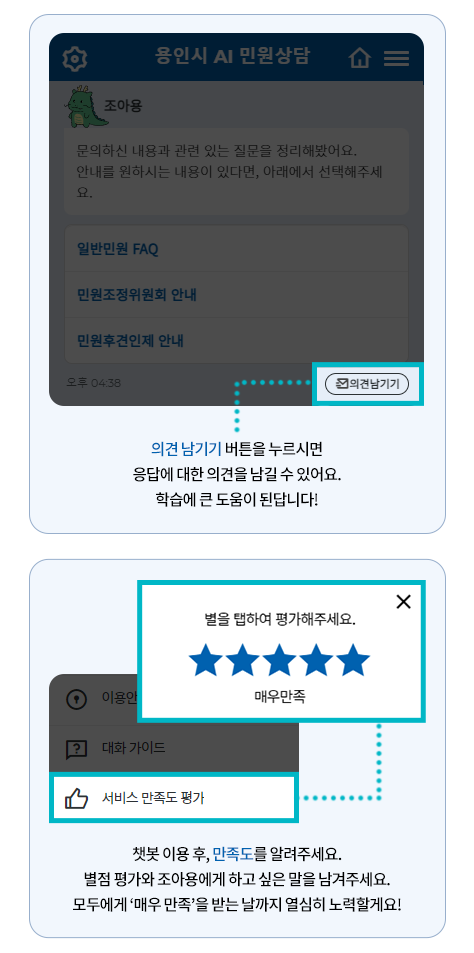 용인시 AI 민원상담
조아용
문의하신 내용과 관련 있는 질문을 정리해봤어요.
안내를 원하시는 내용이 있다면, 아래에서 선택해주세
요.
일반민원 FAQ
민원조정위원회 안내
민원후견인제 안내
오후 04:38
의견남기기
의견 남기기 버튼을 누르시면
응답에 대한 의견을 남길 수 있어요.
학습에 큰 도움이 된답니다!
별을 탭하여 평가해주세요.
매우만족
이용안
대화 가이드
서비스 만족도 평가
챗봇 이용 후, 만족도를 알려주세요.
별점 평가와 조아용에게 하고 싶은 말을 남겨주세요.
모두에게 ‘매우 만족’을 받는 날까지 열심히 노력할게요!